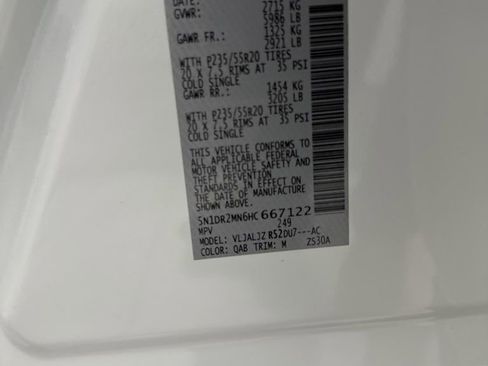 DATE:
GVWR: 2715 KG
5986 LB
GAWR FR.: 1325 KG
2921 LB
WITH P235/55R20 TIRES
20 X 7.5 RIMS AT 35 PSI
COLD SINGLE
GAWR RR.: 1454 KG
3205 LB
WITH P235/55R20 TIRES
20 X 7.5 RIMS AT 35 PSI
COLD SINGLE
THIS VEHICLE CONFORMS TO
ALL APPLICABLE FEDERAL
MOTOR VEHICLE SAFETY AND
THEFT PREVENTION
STANDARDS IN EFFECT ON
THE DATE OF MANUFACTURE
SHOWN ABOVE.
5N1DR2MN6HC667122
MPV 249
MODEL: VLJALJZ R52DU7---AC
COLOR: QAB TRIM: M ZS30A